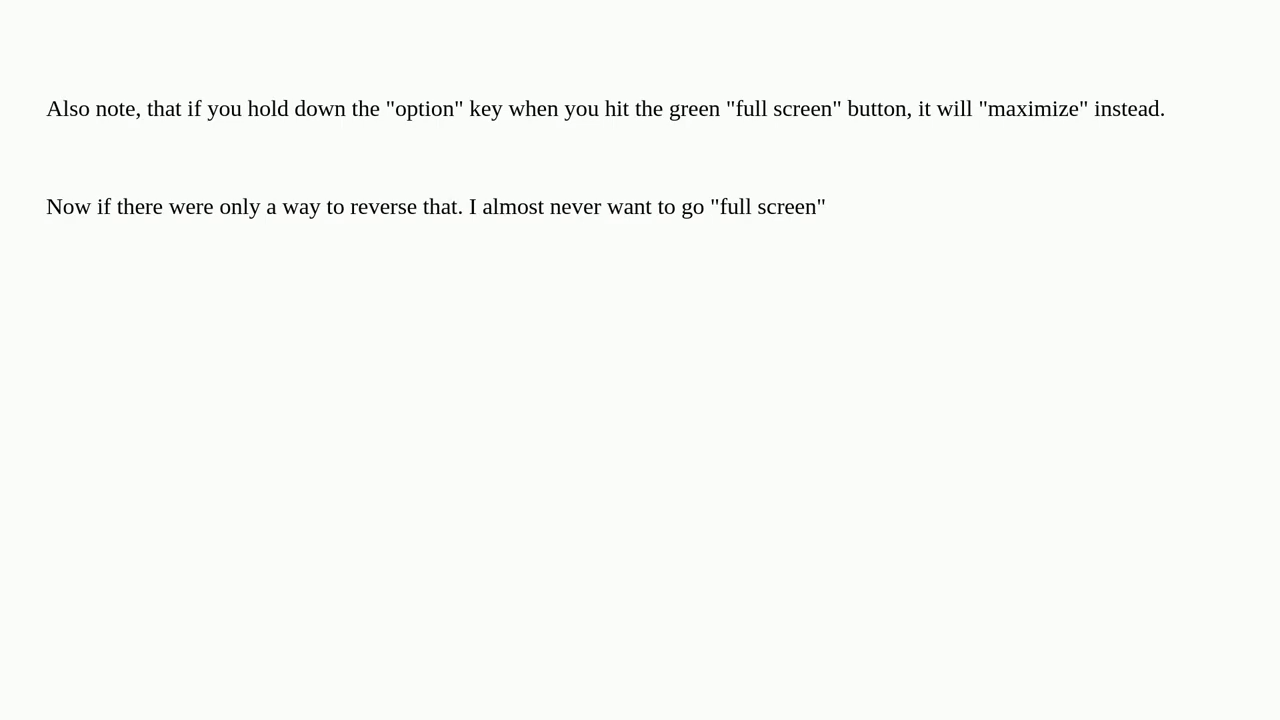 Also note, that if you hold down the "option" key when you hit the green "full screen" button, it will "maximize" instead.
Now if there were only a way to reverse that. I almost never want to go "full screen"